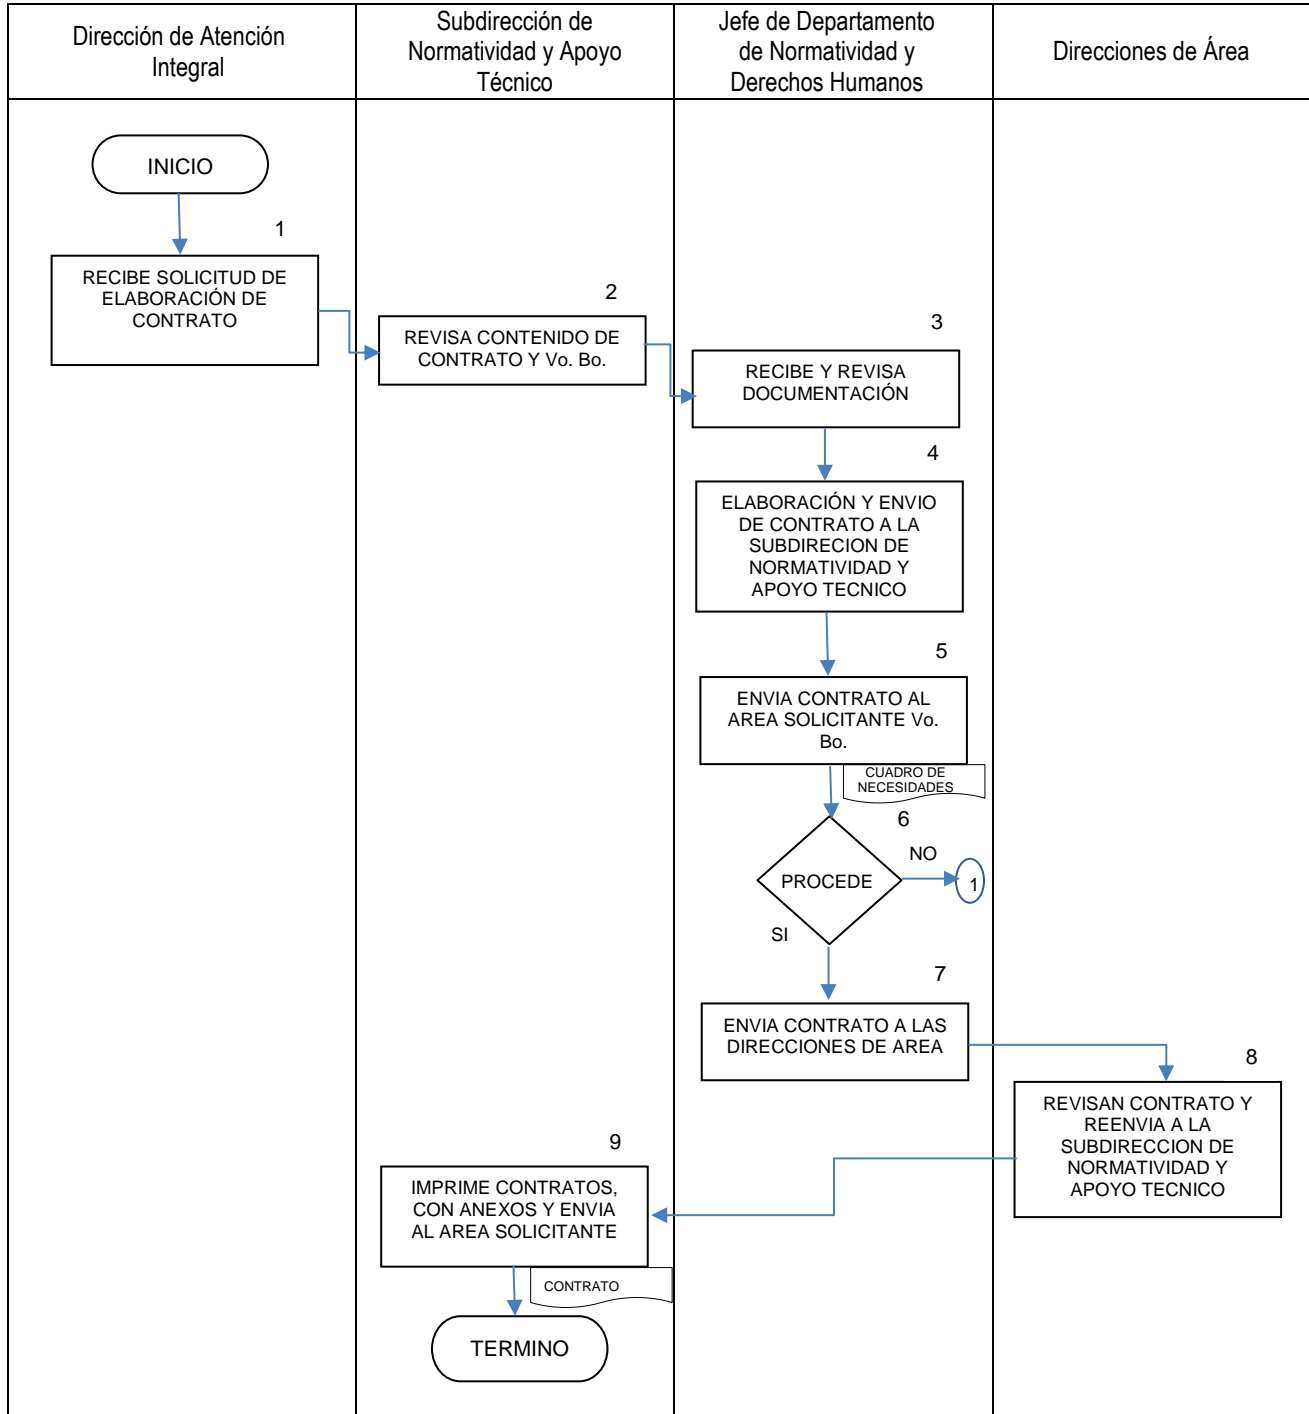 Dirección de Atención
Integral
Subdirección de
Normatividad y Apoyo
Técnico
Jefe de Departamento
de Normatividad y
Derechos Humanos
Direcciones de Área
INICIO
1
RECIBE SOLICITUD DE
ELABORACIÓN DE
CONTRATO
2
REVISA CONTENIDO DE
CONTRATO Y Vo. Bo.
3
RECIBE Y REVISA
DOCUMENTACIÓN
4
ELABORACIÓN Y ENVIO
DE CONTRATO A LA
SUBDIRECION DE
NORMATIVIDAD Y
APOYO TECNICO
5
ENVIA CONTRATO AL
AREA SOLICITANTE Vo.
Bo.
CUADRO DE
NECESIDADES
6
NO
PROCEDE
1
SI
7
ENVIA CONTRATO A LAS
DIRECCIONES DE AREA
8
REVISAN CONTRATO Y
REENVIA A LA
SUBDIRECCION DE
NORMATIVIDAD Y
APOYO TECNICO
9
IMPRIME CONTRATOS,
CON ANEXOS Y ENVIA
AL AREA SOLICITANTE
CONTRATO
TERMINO